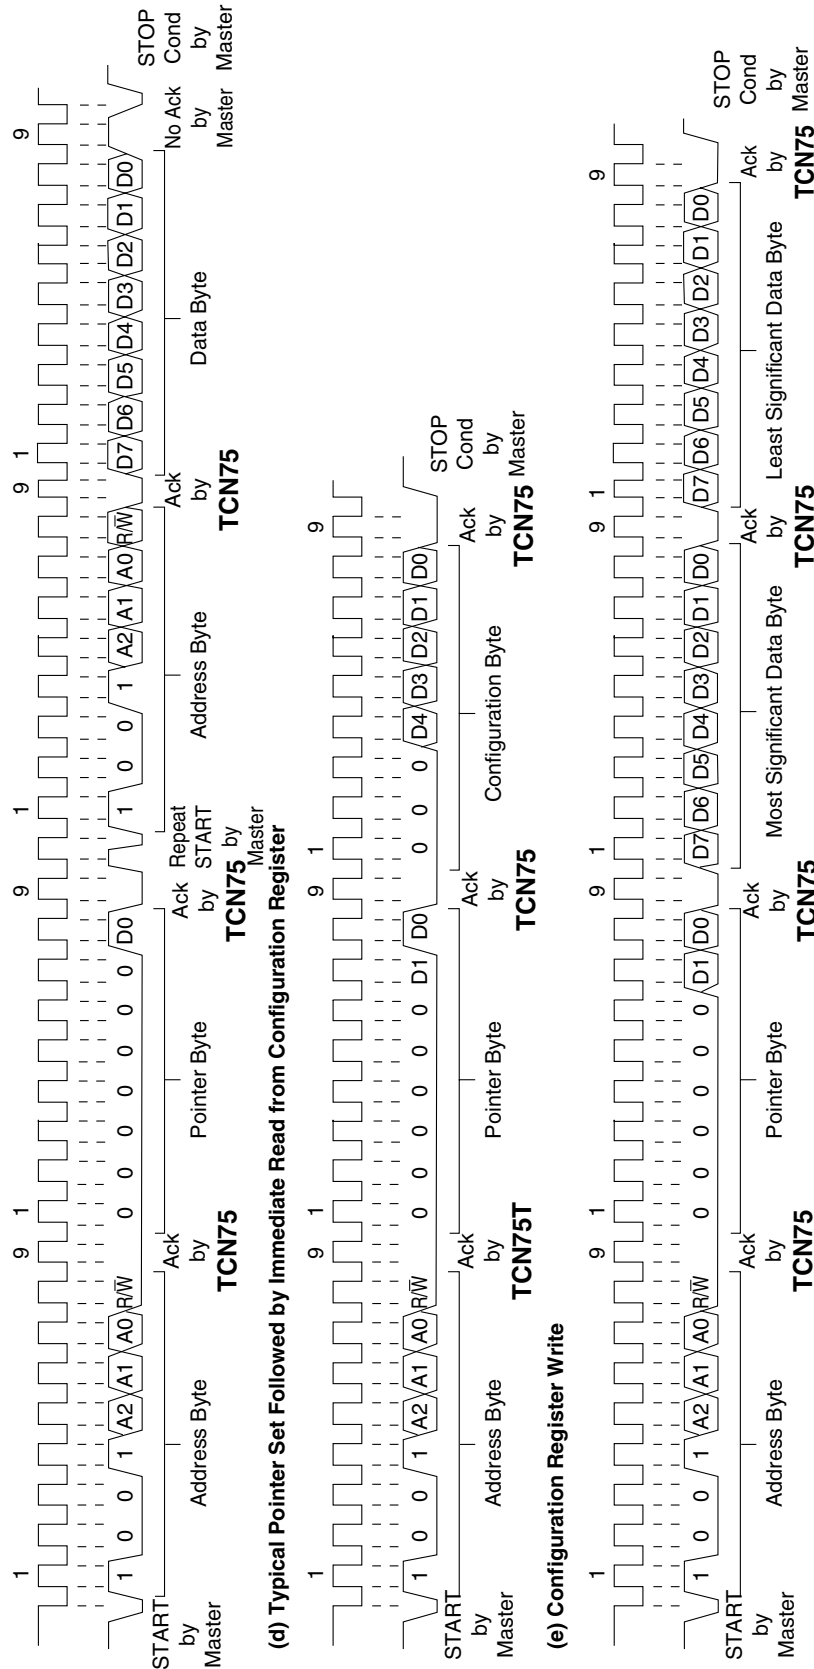 1 9 1 9 1 9 1 9
1 0 0 1 A2 A1 A0 R/W̅ 0 0 0 0 0 0 0 D0 1 0 0 1 A2 A1 A0 R/W̅ D7 D6 D5 D4 D3 D2 D1 D0
START
by
Master
Address Byte
Ack
by
TCN75
Pointer Byte
Ack
by
TCN75
Repeat
START
by
Master
Address Byte
Ack
by
TCN75
Data Byte
No Ack
by
Master
STOP
Cond
by
Master
(d) Typical Pointer Set Followed by Immediate Read from Configuration Register
1 9 1 9 1 9
1 0 0 1 A2 A1 A0 R/W̅ 0 0 0 0 0 0 D1 D0 0 0 0 D4 D3 D2 D1 D0
START
by
Master
Address Byte
Ack
by
TCN75T
Pointer Byte
Ack
by
TCN75
Configuration Byte
Ack
by
TCN75
STOP
Cond
by
Master
(e) Configuration Register Write
1 9 1 9 1 9 1 9
1 0 0 1 A2 A1 A0 R/W̅ 0 0 0 0 0 0 D1 D0 D7 D6 D5 D4 D3 D2 D1 D0 D7 D6 D5 D4 D3 D2 D1 D0
START
by
Master
Address Byte
Ack
by
TCN75
Pointer Byte
Ack
by
TCN75
Most Significant Data Byte
Ack
by
TCN75
Least Significant Data Byte
Ack
by
TCN75
STOP
Cond
by
Master